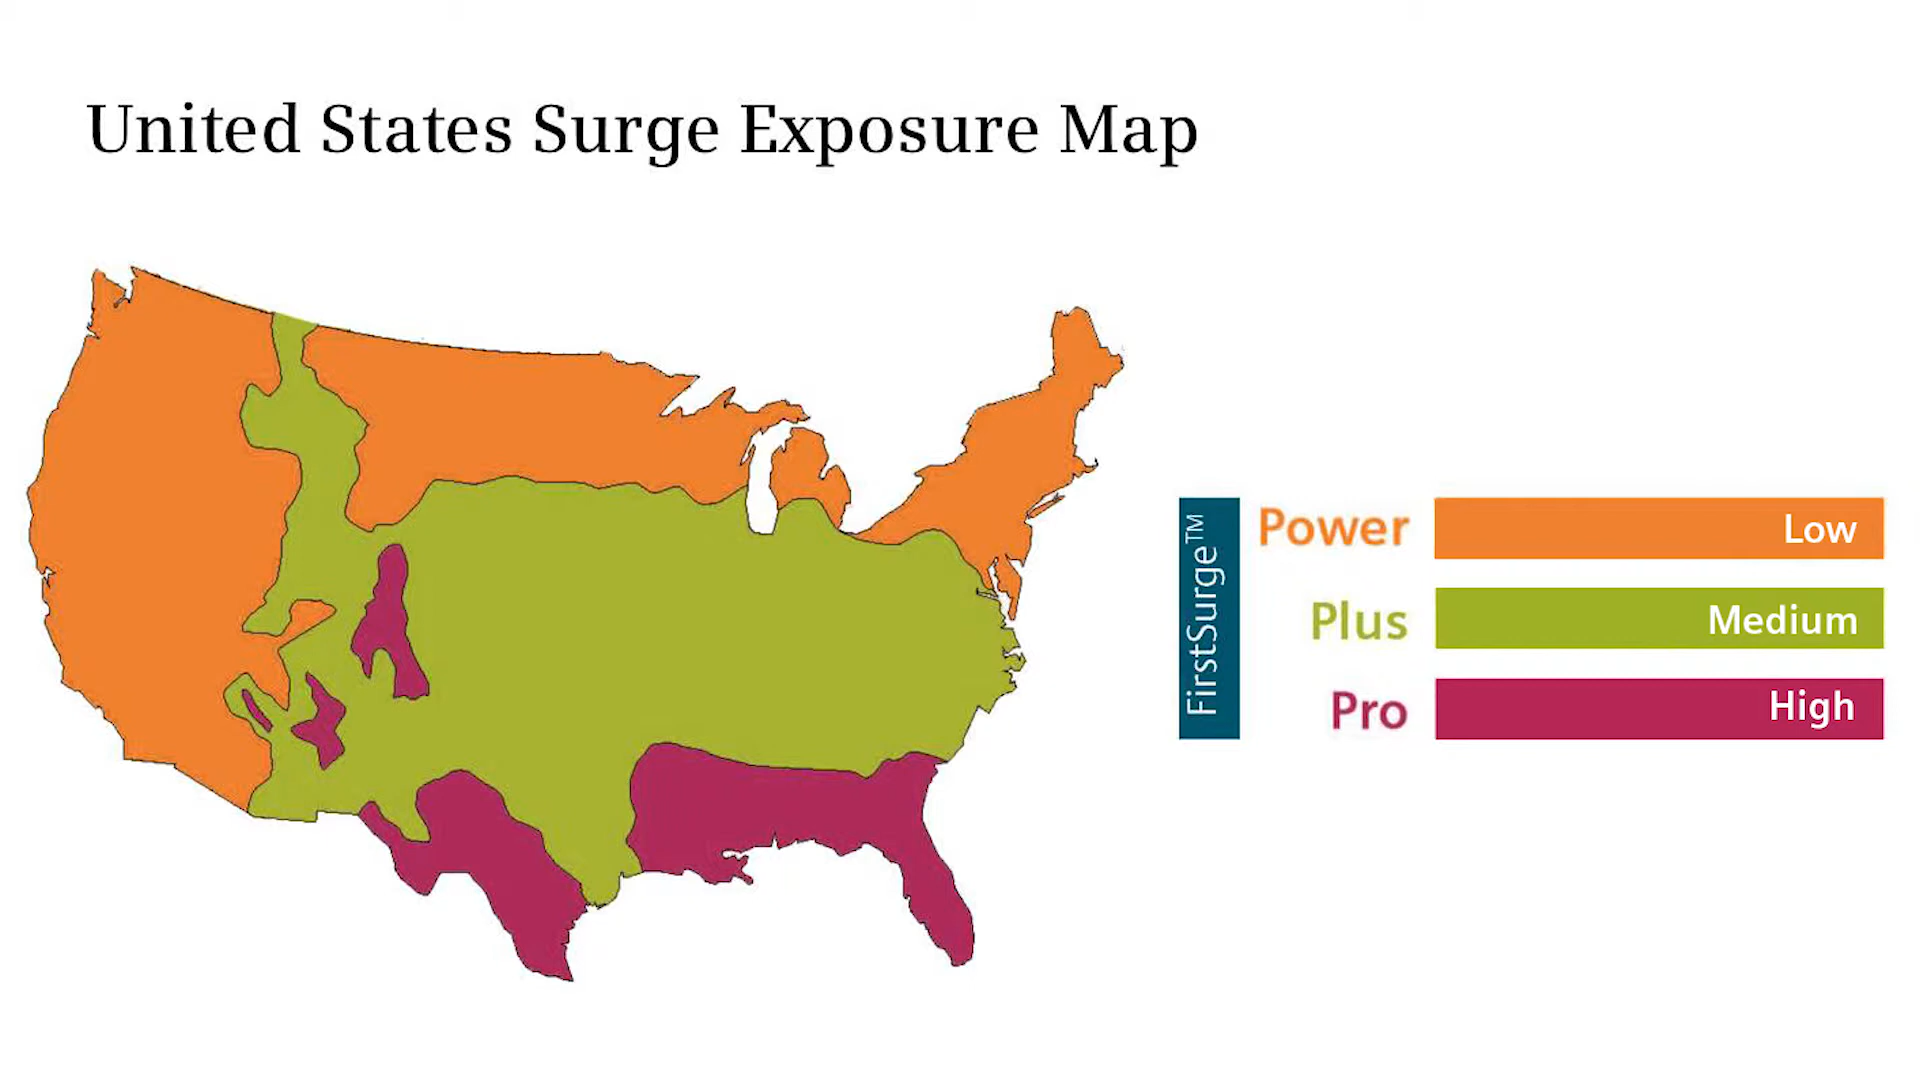 United States Surge Exposure Map
FirstSurge™
Power
Low
Plus
Medium
Pro
High